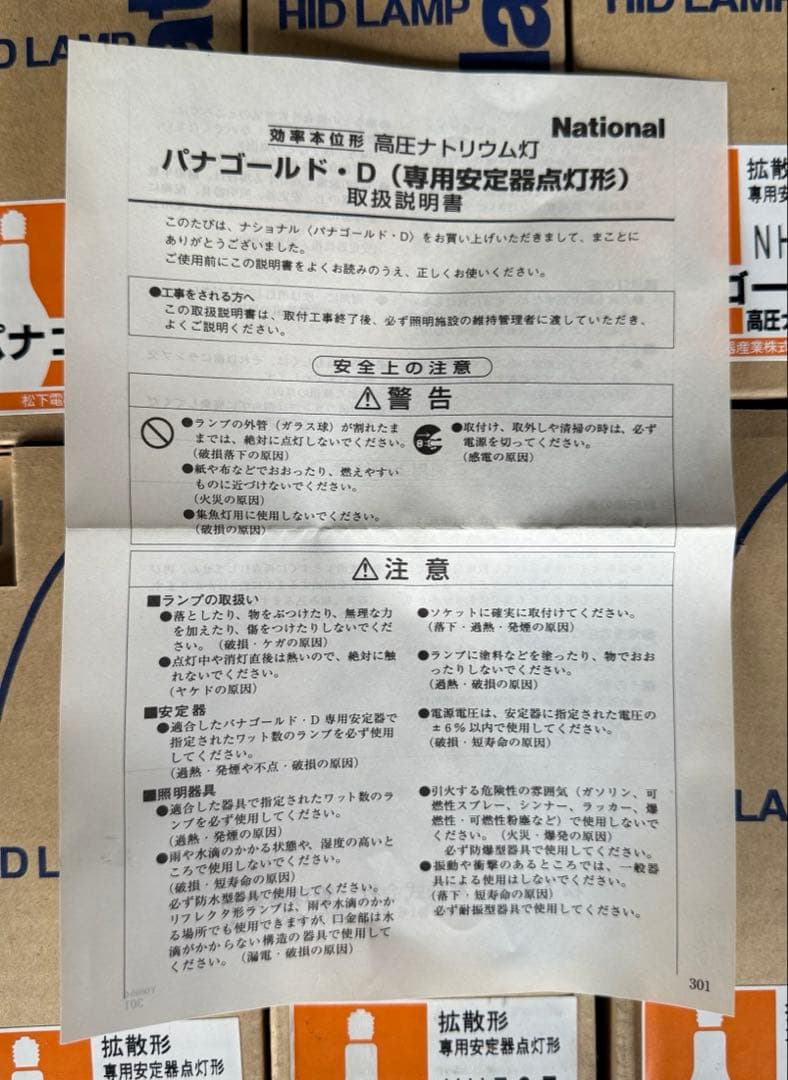 HID LAMP
HID LAMP
HID LAMP
National
効率本位形 高圧ナトリウム灯
パナゴールド・D（専用安定器点灯形）
取扱説明書
このたびは、ナショナル〈パナゴールド・D〉をお買い上げいただきまして、まことに
ありがとうございました。
ご使用前にこの説明書をよくお読みのうえ、正しくお使いください。
●工事をされる方へ
この取扱説明書は、取付工事終了後、必ず照明施設の維持管理者に渡していただき、
よくご説明ください。
安全上の注意
⚠警告
●ランプの外管（ガラス球）が割れたま
までは、絶対に点灯しないでください。
（破損落下の原因）
●紙や布などでおおったり、燃えやすい
ものに近づけないでください。
（火災の原因）
●集魚灯用に使用しないでください。
（破損の原因）
●取付け、取外しや清掃の時は、必ず
電源を切ってください。
（感電の原因）
⚠注意
■ランプの取扱い
●落としたり、物をぶつけたり、無理な力
を加えたり、傷をつけたりしないでくだ
さい。（破損・ケガの原因）
●点灯中や消灯直後は熱いので、絶対に触
れないでください。
（ヤケドの原因）
●ソケットに確実に取付けてください。
（落下・過熱・発煙の原因）
●ランプに塗料などを塗ったり、物でおお
ったりしないでください。
（過熱・破損の原因）
■安定器
●適合したパナゴールド・D専用安定器で
指定されたワット数のランプを必ず使用
してください。
（過熱・発煙や不点・破損の原因）
●電源電圧は、安定器に指定された電圧の
±6％以内で使用してください。
（破損・短寿命の原因）
■照明器具
●適合した器具で指定されたワット数のラ
ンプを必ず使用してください。
（過熱・発煙の原因）
●雨や水滴のかかる状態や、湿度の高いと
ころで使用しないでください。
（破損・短寿命の原因）
必ず防水型器具で使用してください。
リフレクタ形ランプは、雨や水滴のかか
る場所でも使用できますが、口金部は水
滴がかからない構造の器具で使用して
ください。（漏電・破損の原因）
●引火する危険性の雰囲気（ガソリン、可
燃性スプレー、シンナー、ラッカー、爆
燃性・可燃性粉塵など）で使用しないで
ください。（火災・爆発の原因）
必ず防爆型器具で使用してください。
●振動や衝撃のあるところでは、一般器
具による使用はしないでください。
（落下・短寿命の原因）
必ず耐振型器具で使用してください。
301
拡散形
専用安定器点灯形
拡散形
専用安定器点灯形